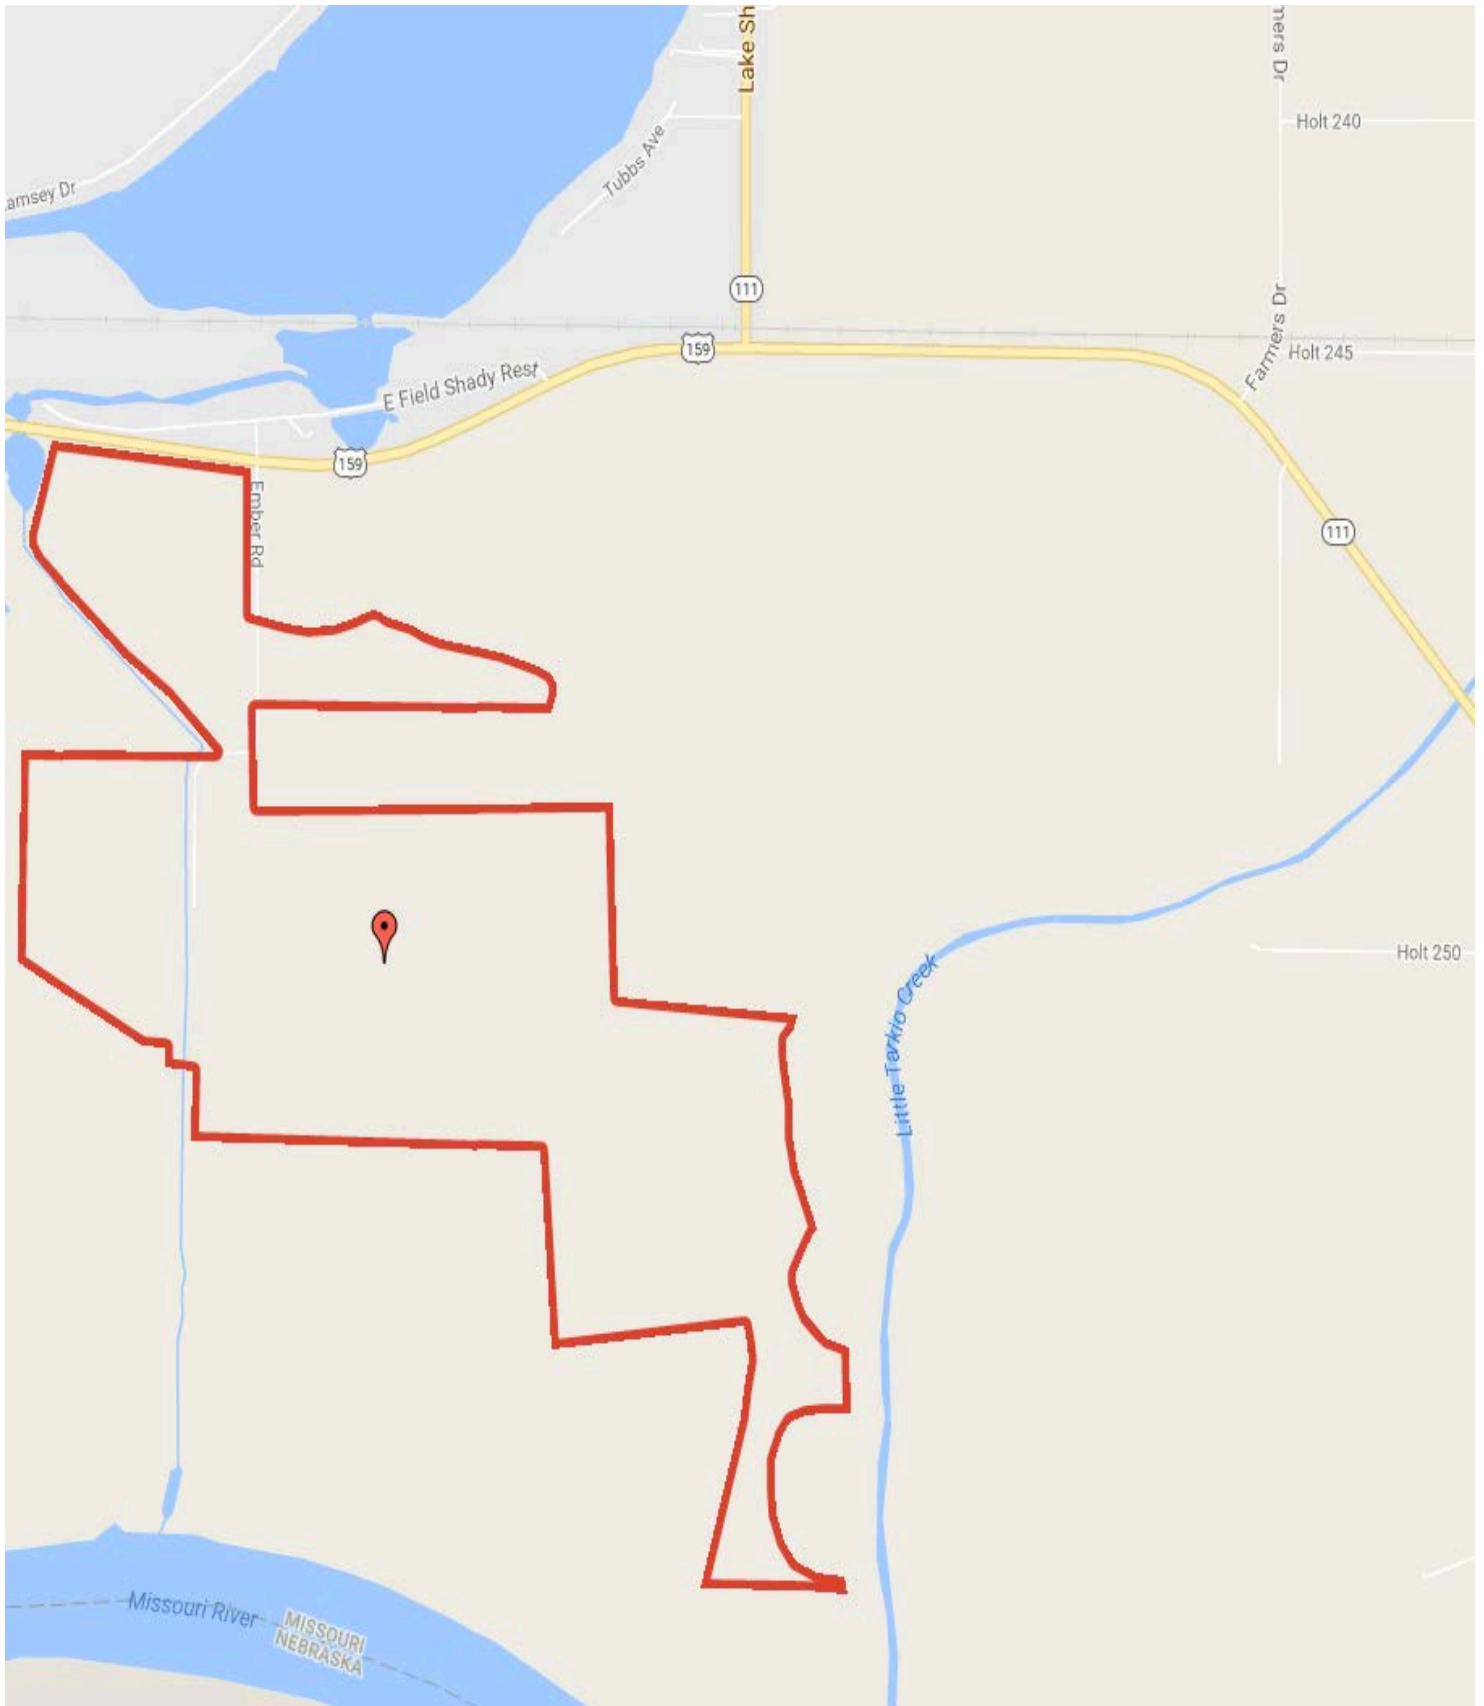 Lake Sh
mers Dr
Holt 240
Tubbs Ave
amsey Dr
111
Farmers Dr
159
Holt 245
E Field Shady Rest
159
Ember Rd
111
Little Tarkio Creek
Holt 250
Missouri River
MISSOURI
NEBRASKA